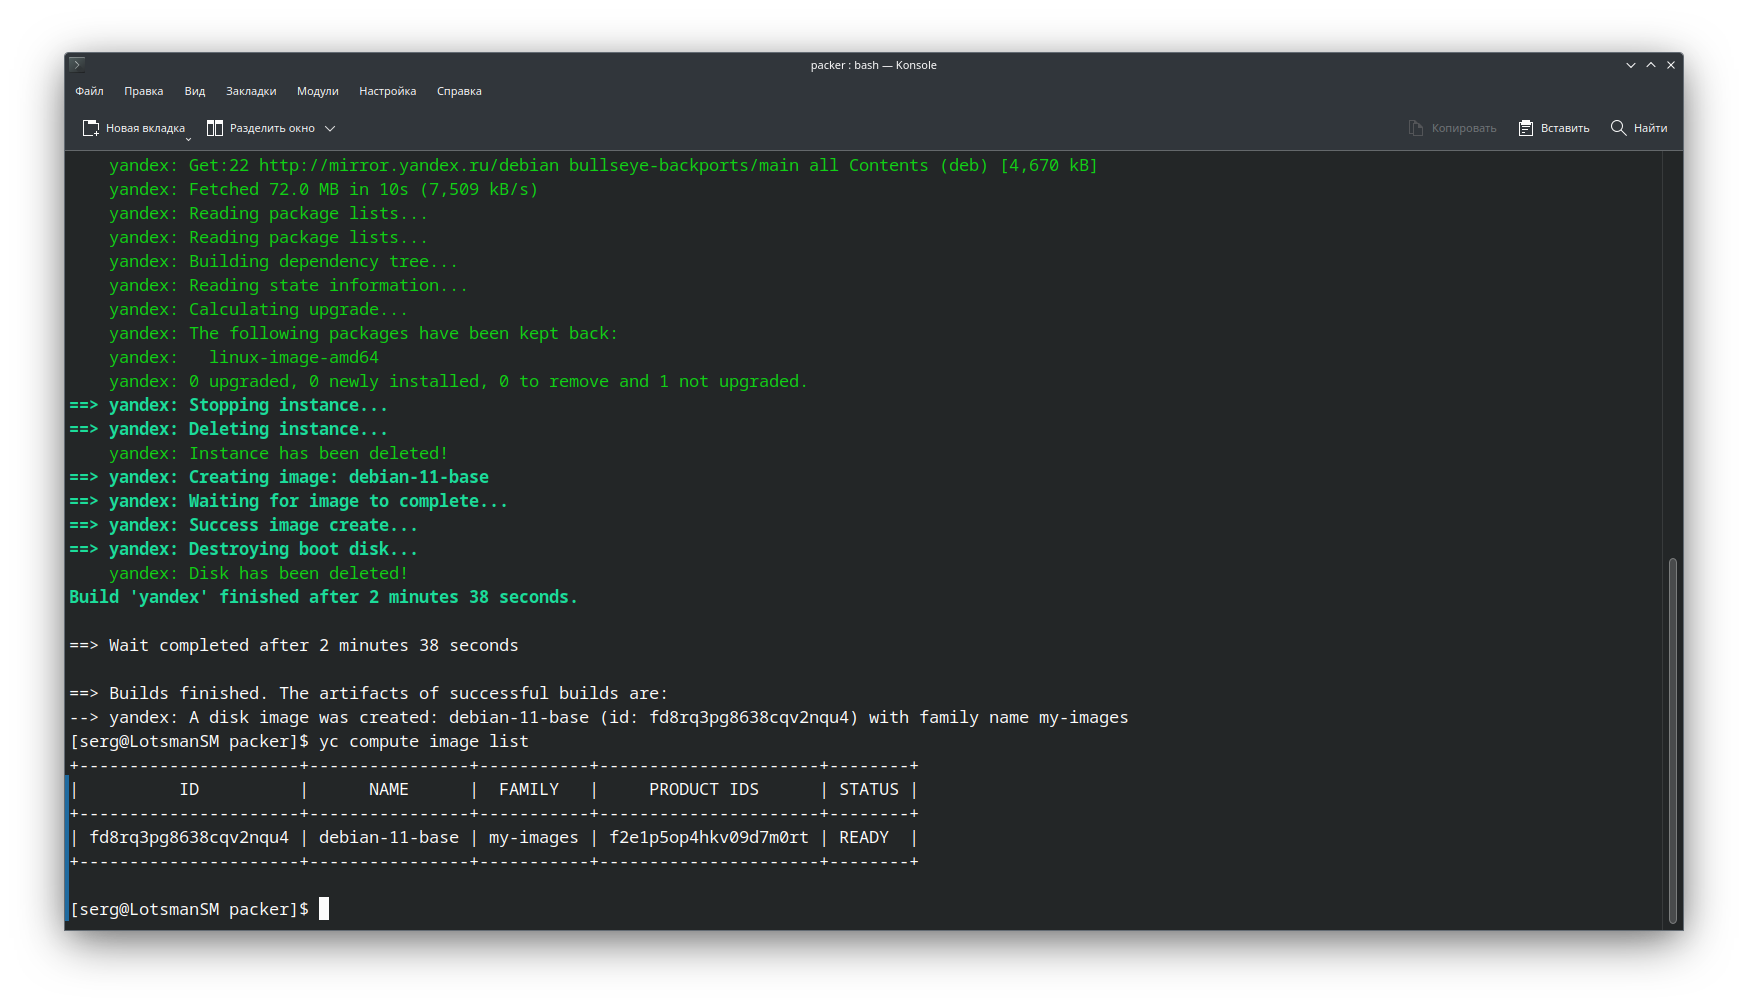 packer : bash — Konsole
Файл Правка Вид Закладки Модули Настройка Справка
Новая вкладка Разделить окно Копировать Вставить Найти
yandex: Get:22 http://mirror.yandex.ru/debian bullseye-backports/main all Contents (deb) [4,670 kB]
yandex: Fetched 72.0 MB in 10s (7,509 kB/s)
yandex: Reading package lists...
yandex: Reading package lists...
yandex: Building dependency tree...
yandex: Reading state information...
yandex: Calculating upgrade...
yandex: The following packages have been kept back:
yandex:   linux-image-amd64
yandex: 0 upgraded, 0 newly installed, 0 to remove and 1 not upgraded.
==> yandex: Stopping instance...
==> yandex: Deleting instance...
yandex: Instance has been deleted!
==> yandex: Creating image: debian-11-base
==> yandex: Waiting for image to complete...
==> yandex: Success image create...
==> yandex: Destroying boot disk...
yandex: Disk has been deleted!
Build 'yandex' finished after 2 minutes 38 seconds.
==> Wait completed after 2 minutes 38 seconds
==> Builds finished. The artifacts of successful builds are:
--> yandex: A disk image was created: debian-11-base (id: fd8rq3pg8638cqv2nqu4) with family name my-images
[serg@LotsmanSM packer]$ yc compute image list
+----------------------+----------------+-----------+----------------------+--------+
|          ID          |      NAME      |  FAMILY   |     PRODUCT IDS      | STATUS |
+----------------------+----------------+-----------+----------------------+--------+
| fd8rq3pg8638cqv2nqu4 | debian-11-base | my-images | f2e1p5op4hkv09d7m0rt | READY  |
+----------------------+----------------+-----------+----------------------+--------+
[serg@LotsmanSM packer]$